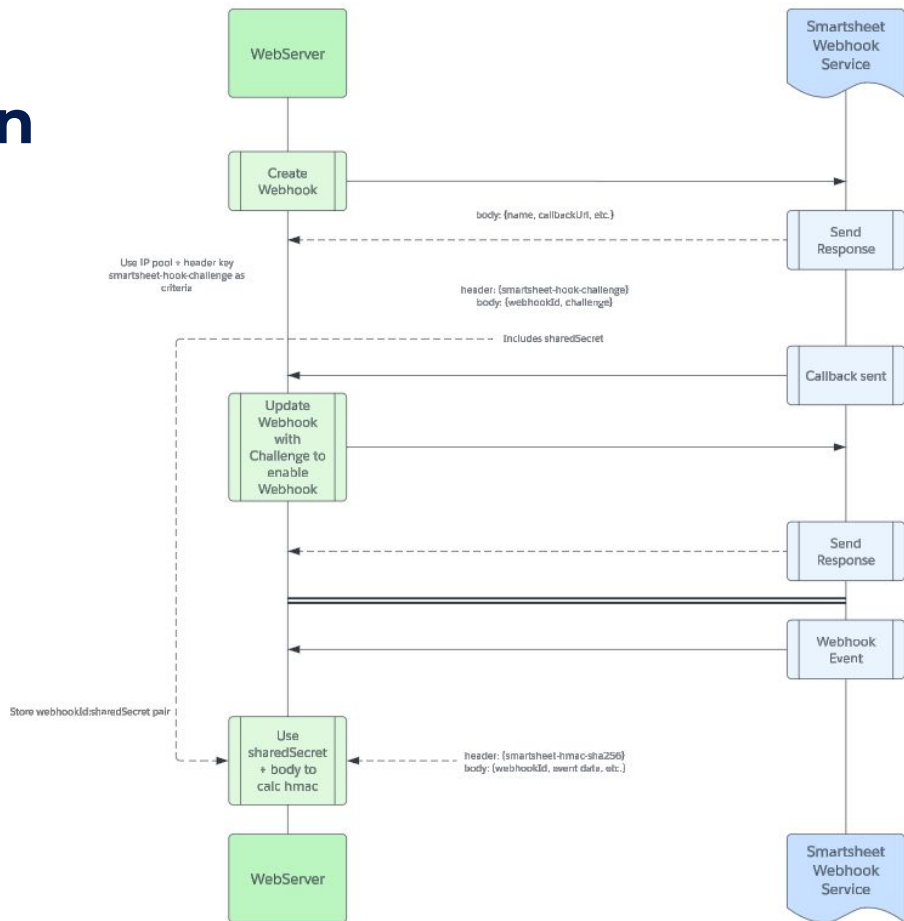 WebServer
Smartsheet
Webhook
Service
n
Create
Webhook
body: {name, callbackUrl, etc.}
Send
Response
Use IP pool + header key
smartsheet-hook-challenge as
criteria
header: {smartsheet-hook-challenge}
body: {webhookId, challenge}
Includes sharedSecret
Callback sent
Update
Webhook
with
Challenge to
enable
Webhook
Send
Response
Webhook
Event
Store webhookId:sharedSecret pair
Use
sharedSecret
+ body to
calc hmac
header: {smartsheet-hmac-sha256}
body: {webhookId, event data, etc.}
WebServer
Smartsheet
Webhook
Service